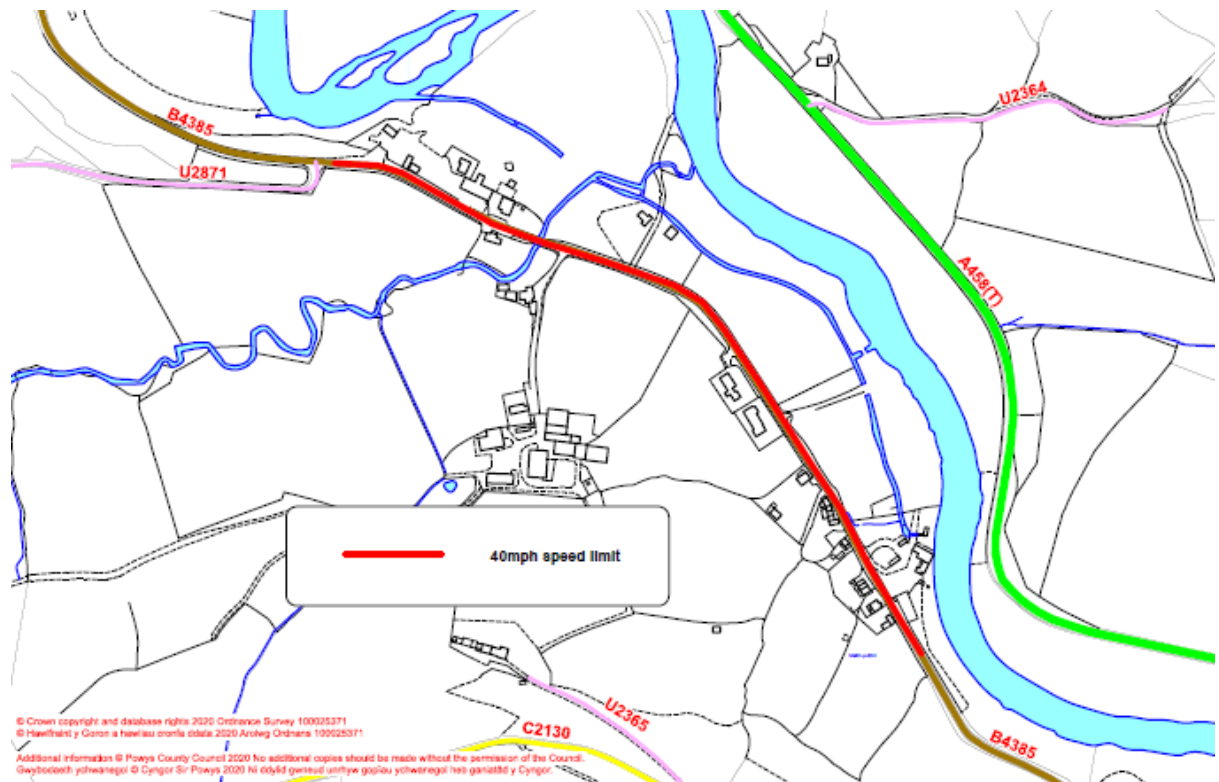 U2364
B4385
U2871
A458(T)
40mph speed limit
U2365
C2130
B4385
© Crown copyright and database rights 2020 Ordnance Survey 100025371
© Hawlfraint y Goron a hawliau cronfa ddata 2020 Arolwg Ordnans 100025371
Additional Information © Powys County Council 2020 No additional copies should be made without the permission of the Council.
Gwybodaeth ychwanegol © Cyngor Sir Powys 2020 Ni ddylid gwneud unrhyw gopïau ychwanegol heb ganiatâd y Cyngor.